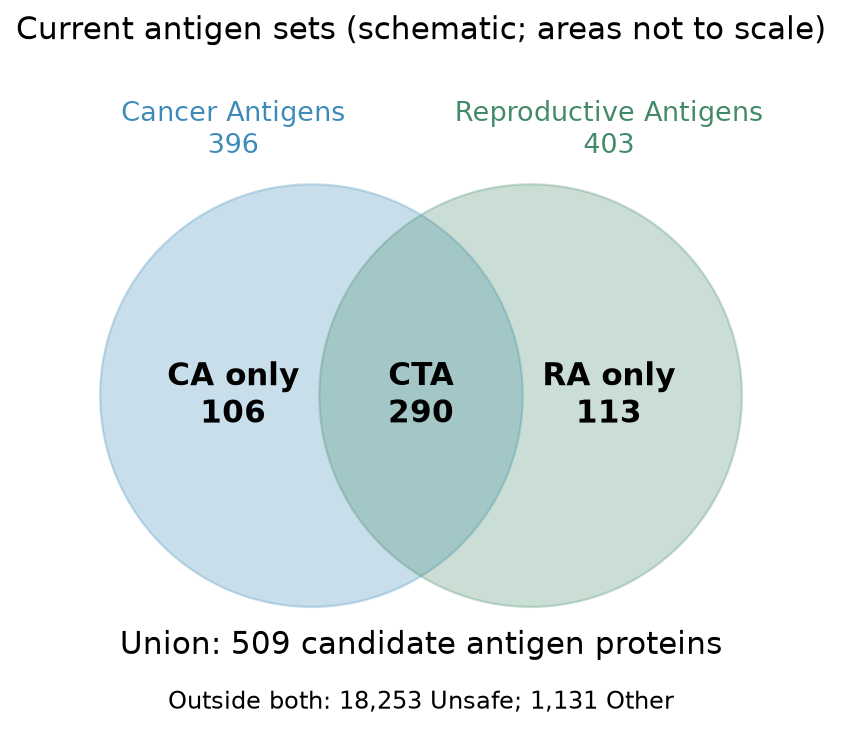 Current antigen sets (schematic; areas not to scale)
Cancer Antigens
396
Reproductive Antigens
403
CA only
106
CTA
290
RA only
113
Union: 509 candidate antigen proteins
Outside both: 18,253 Unsafe; 1,131 Other